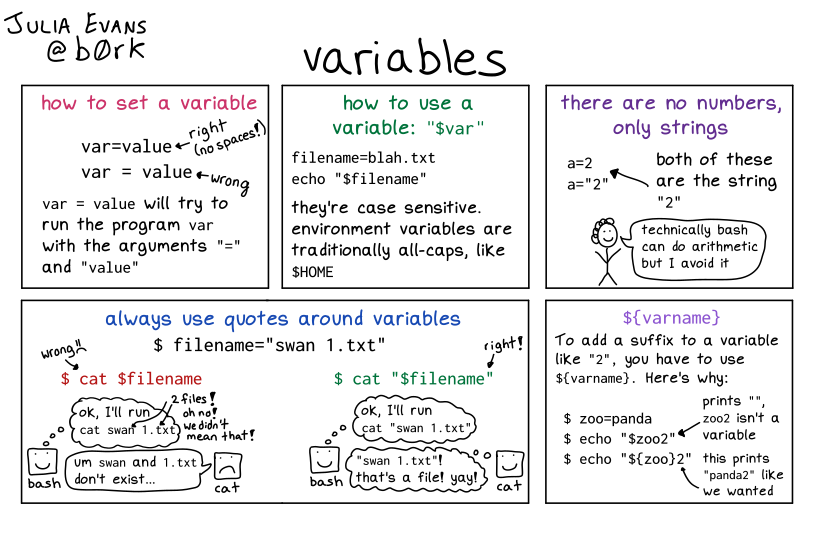 JULIA EVANS
@b0rk
variables
how to set a variable
var=value
right
(no spaces!)
var = value
wrong
var = value will try to
run the program var
with the arguments "="
and "value"
how to use a
variable: "$var"
filename=blah.txt
echo "$filename"
they're case sensitive.
environment variables are
traditionally all-caps, like
$HOME
there are no numbers,
only strings
a=2
a="2"
both of these
are the string
"2"
technically bash
can do arithmetic
but I avoid it
always use quotes around variables
$ filename="swan 1.txt"
wrong
$ cat $filename
ok, I'll run
cat swan 1.txt
2 files!
oh no!
we didn't
mean that!
um swan and 1.txt
don't exist...
bash
cat
right!
$ cat "$filename"
ok, I'll run
cat "swan 1.txt"
"swan 1.txt"!
that's a file! yay!
bash
cat
${varname}
To add a suffix to a variable
like "2", you have to use
${varname}. Here's why:
$ zoo=panda
$ echo "$zoo2"
$ echo "${zoo}2"
prints "",
zoo2 isn't a
variable
this prints
"panda2" like
we wanted